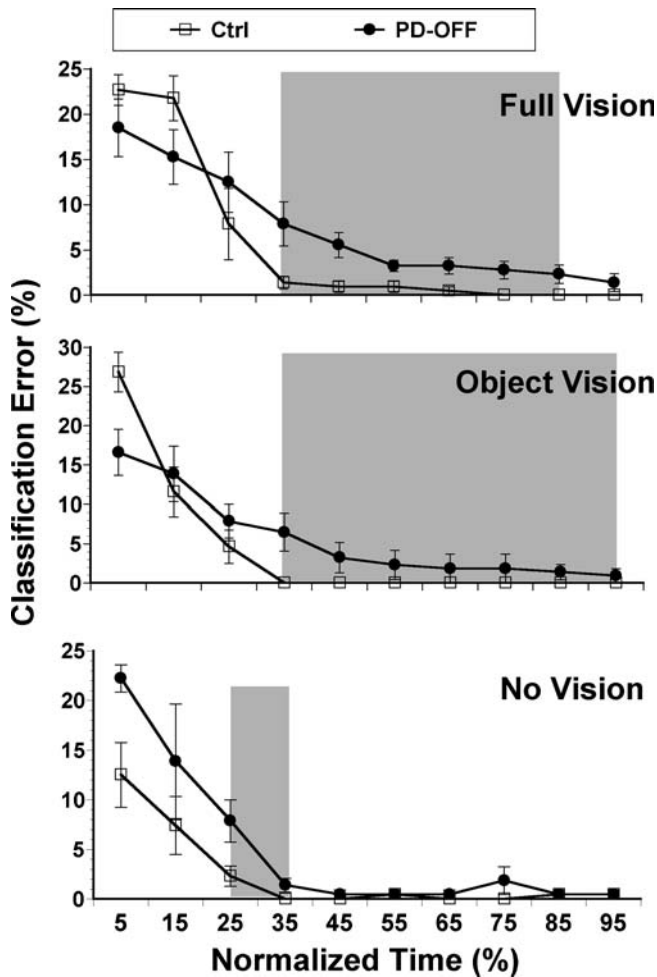 Ctrl PD-OFF
25
20
15
10
5
0
Full Vision
30
25
20
15
10
5
0
Object Vision
25
20
15
10
5
0
No Vision
5 15 25 35 45 55 65 75 85 95
Normalized Time (%)
Classification Error (%)